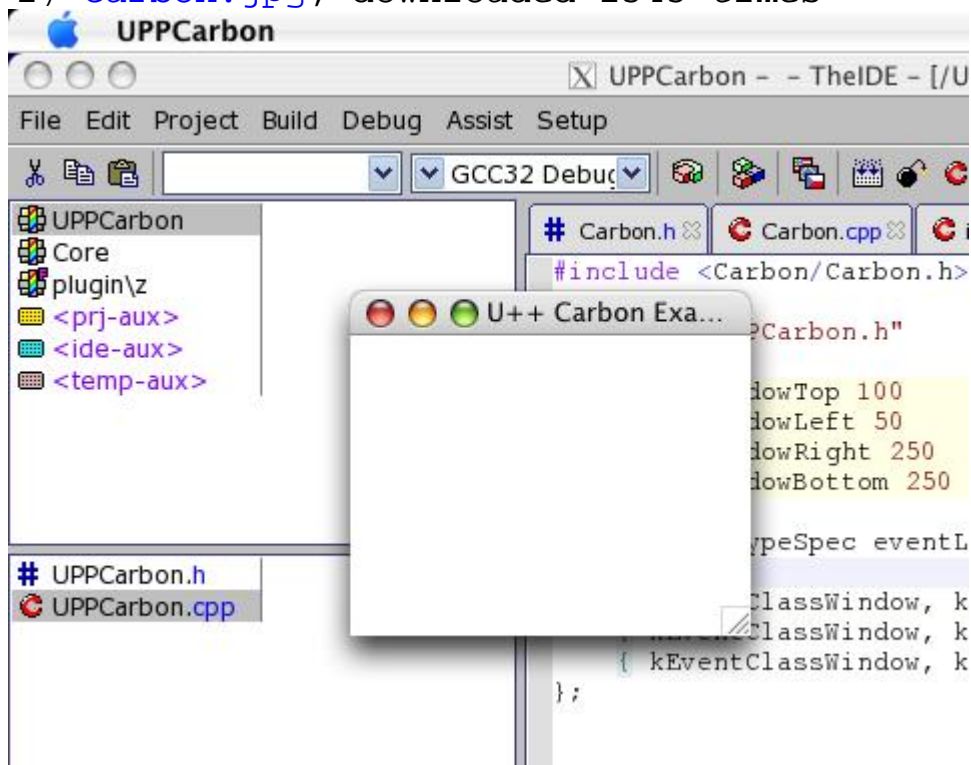 UPPCarbon
UPPCarbon - - TheIDE - [/U
File Edit Project Build Debug Assist Setup
GCC32 Debug
UPPCarbon
Core
plugin\z
<prj-aux>
<ide-aux>
<temp-aux>
UPPCarbon.h
UPPCarbon.cpp
# Carbon.h
Carbon.cpp
#include <Carbon/Carbon.h>
U++ Carbon Exa...
PCarbon.h"
dowTop 100
dowLeft 50
dowRight 250
dowBottom 250
ypeSpec eventL
ClassWindow, k
ClassWindow, k
{ kEventClassWindow, k
};